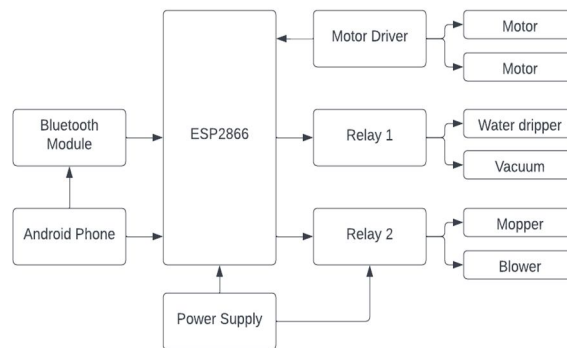 Motor Driver
Motor
Motor
Bluetooth
Module
ESP2866
Relay 1
Water dripper
Vacuum
Android Phone
Relay 2
Mopper
Blower
Power Supply